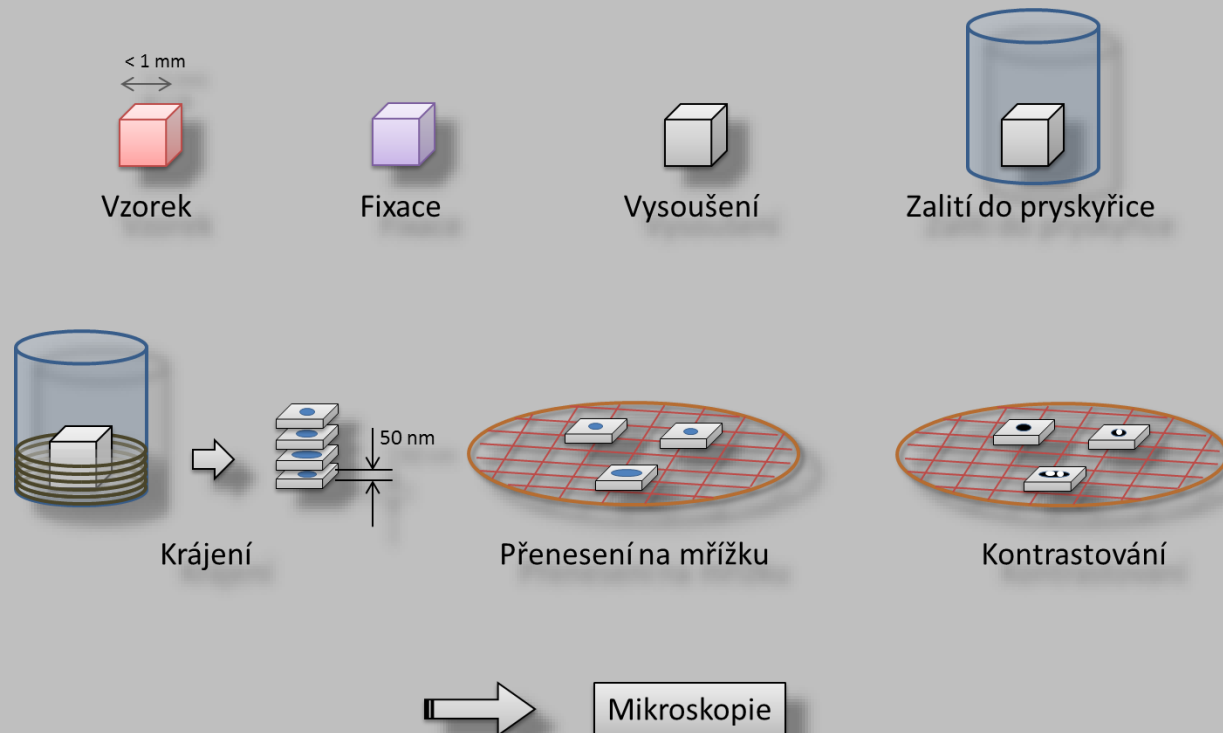 < 1 mm
Vzorek
Fixace
Vysoušení
Zalití do pryskyřice
50 nm
Krájení
Přenesení na mřížku
Kontrastování
Mikroskopie